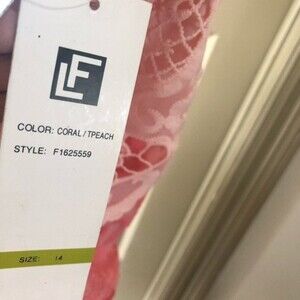 LF
COLOR: CORAL/TPEACH
STYLE: F1625559
SIZE: 14